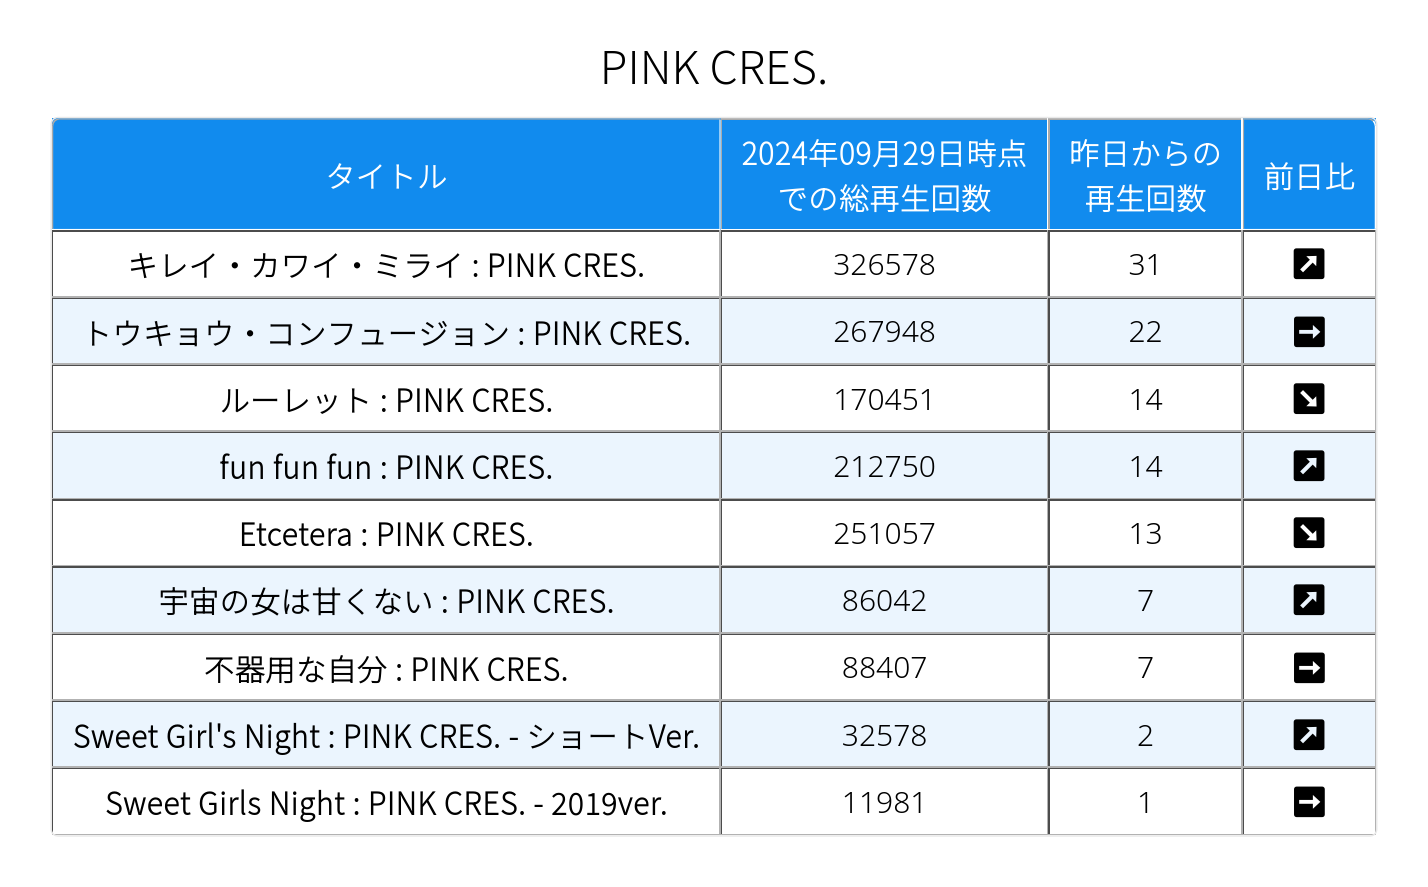 PINK CRES.
タイトル 2024年09月29日時点での総再生回数 昨日からの再生回数 前日比
キレイ・カワイ・ミライ : PINK CRES. 326578 31
トウキョウ・コンフュージョン : PINK CRES. 267948 22
ルーレット : PINK CRES. 170451 14
fun fun fun : PINK CRES. 212750 14
Etcetera : PINK CRES. 251057 13
宇宙の女は甘くない : PINK CRES. 86042 7
不器用な自分 : PINK CRES. 88407 7
Sweet Girl's Night : PINK CRES. - ショートVer. 32578 2
Sweet Girls Night : PINK CRES. - 2019ver. 11981 1